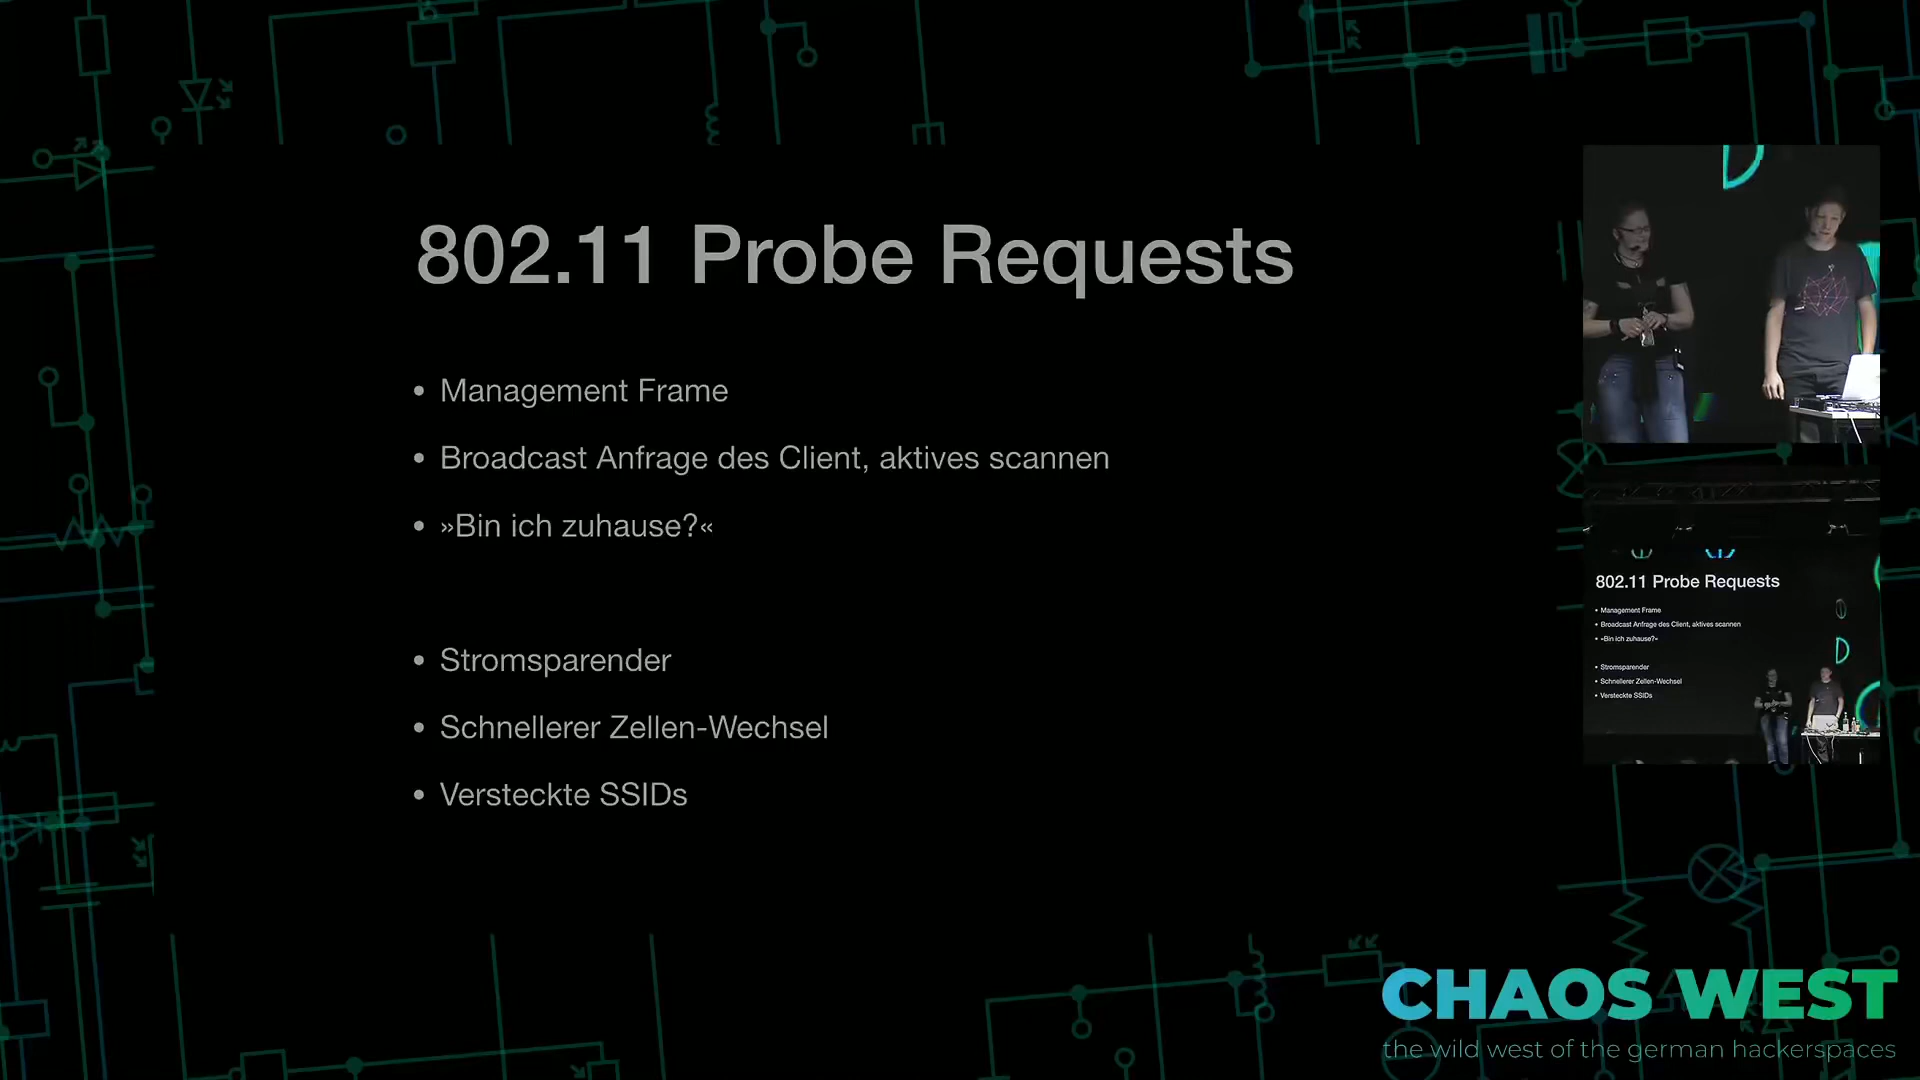 802.11 Probe Requests
• Management Frame
• Broadcast Anfrage des Client, aktives scannen
• »Bin ich zuhause?«
• Stromsparender
• Schnellerer Zellen-Wechsel
• Versteckte SSIDs
802.11 Probe Requests
• Management Frame
• Broadcast Anfrage des Client, aktives scannen
• »Bin ich zuhause?«
• Stromsparender
• Schnellerer Zellen-Wechsel
• Versteckte SSIDs
CHAOS WEST
the wild west of the german hackerspaces